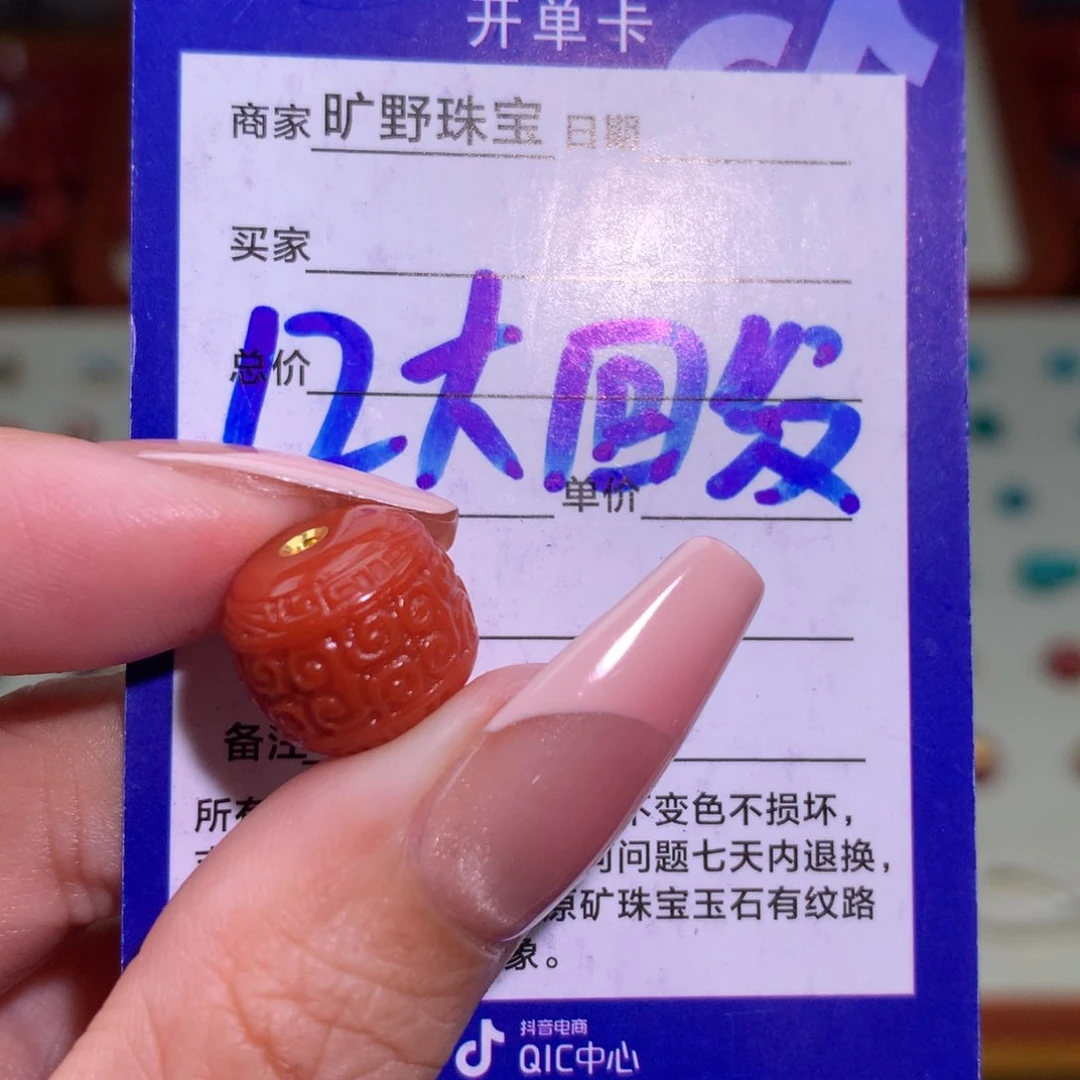 开单卡
商家 旷野珠宝 日期
买家
总价
几大回发
单价
备注
所有 不变色不损坏，
问题七天内退换，
原矿珠宝玉石有纹路
象。
抖音电商
QIC中心